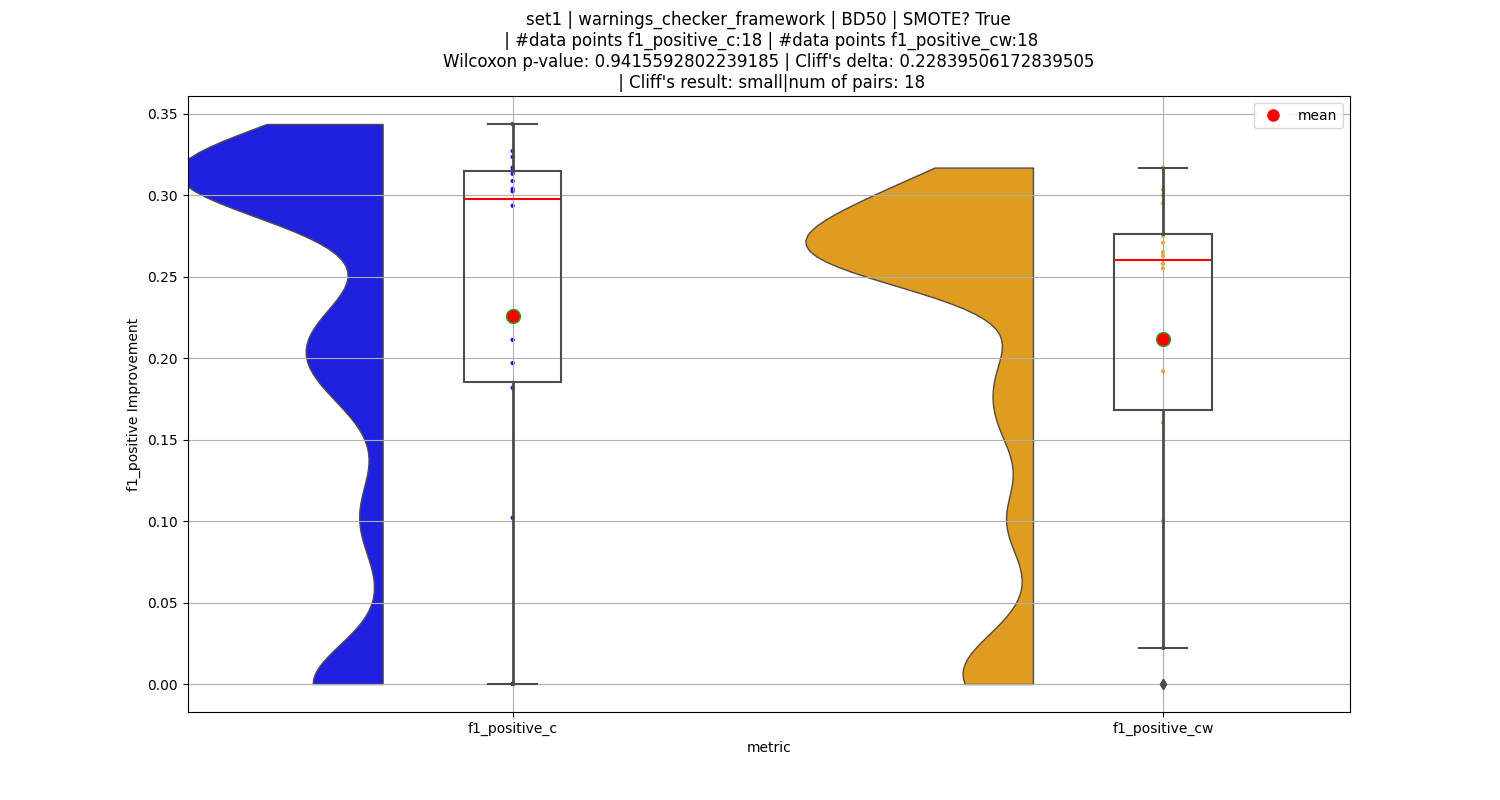 set1 | warnings_checker_framework | BD50 | SMOTE? True
| #data points f1_positive_c:18 | #data points f1_positive_cw:18
Wilcoxon p-value: 0.9415592802239185 | Cliff's delta: 0.22839506172839505
| Cliff's result: small|num of pairs: 18
mean
f1_positive Improvement
0.35
0.30
0.25
0.20
0.15
0.10
0.05
0.00
f1_positive_c
f1_positive_cw
metric